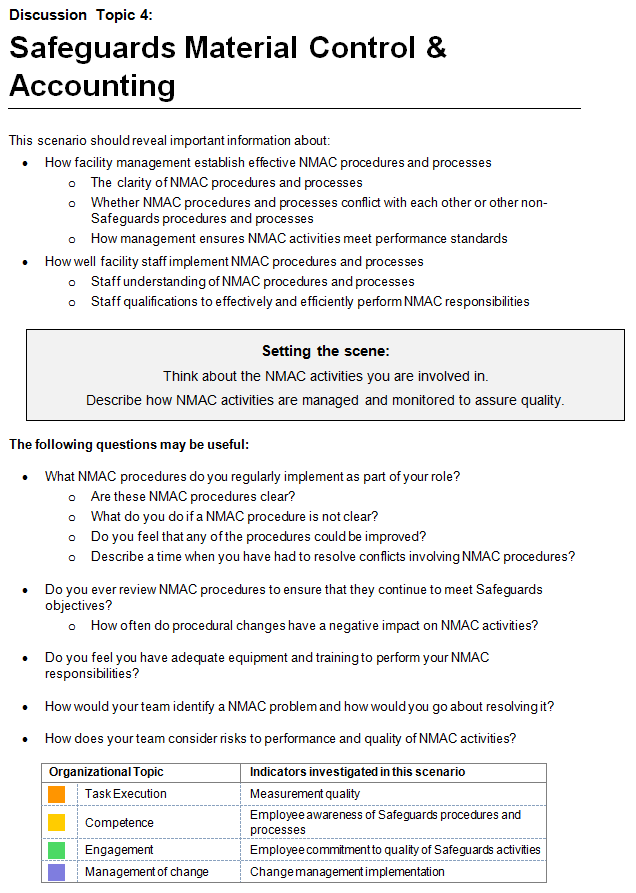 Discussion Topic 4:
Safeguards Material Control &
Accounting
This scenario should reveal important information about:
• How facility management establish effective NMAC procedures and processes
o The clarity of NMAC procedures and processes
o Whether NMAC procedures and processes conflict with each other or other non-
Safeguards procedures and processes
o How management ensures NMAC activities meet performance standards
• How well facility staff implement NMAC procedures and processes
o Staff understanding of NMAC procedures and processes
o Staff qualifications to effectively and efficiently perform NMAC responsibilities
Setting the scene:
Think about the NMAC activities you are involved in.
Describe how NMAC activities are managed and monitored to assure quality.
The following questions may be useful:
• What NMAC procedures do you regularly implement as part of your role?
o Are these NMAC procedures clear?
o What do you do if a NMAC procedure is not clear?
o Do you feel that any of the procedures could be improved?
o Describe a time when you have had to resolve conflicts involving NMAC procedures?
• Do you ever review NMAC procedures to ensure that they continue to meet Safeguards
objectives?
o How often do procedural changes have a negative impact on NMAC activities?
• Do you feel you have adequate equipment and training to perform your NMAC
responsibilities?
• How would your team identify a NMAC problem and how would you go about resolving it?
• How does your team consider risks to performance and quality of NMAC activities?
Organizational Topic Indicators investigated in this scenario
Task Execution Measurement quality
Competence Employee awareness of Safeguards procedures and
processes
Engagement Employee commitment to quality of Safeguards activities
Management of change Change management implementation